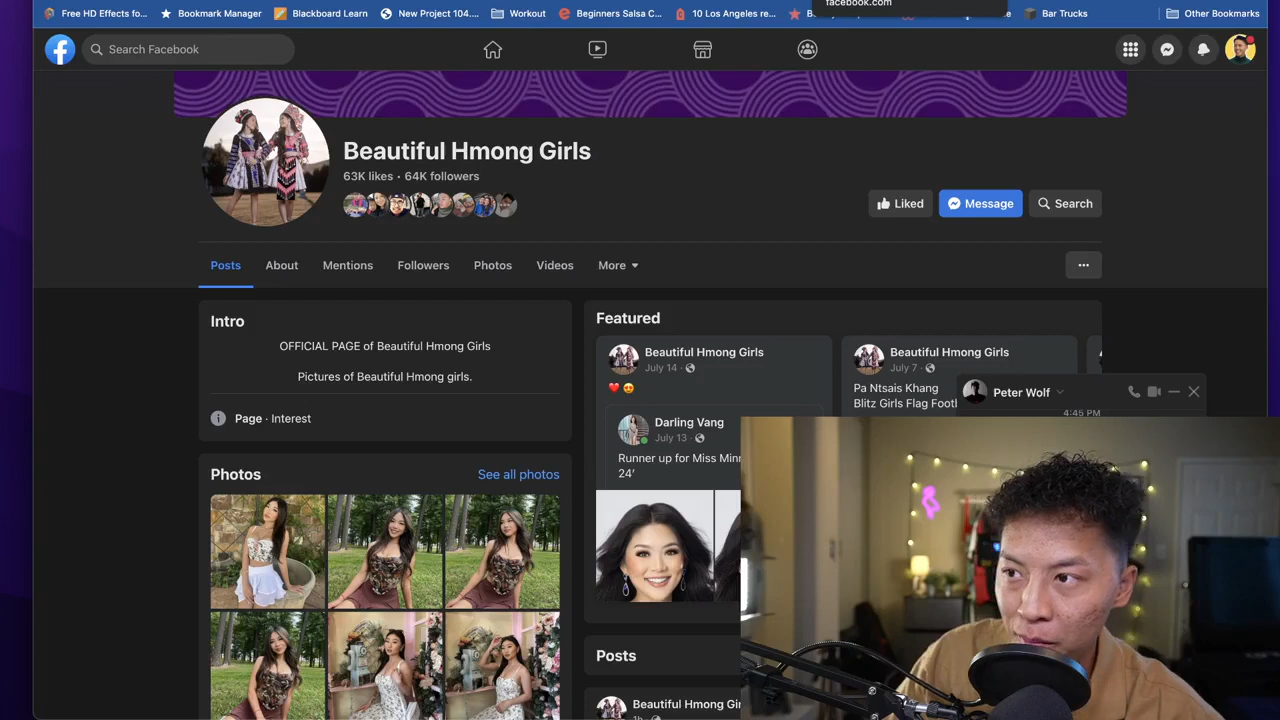 facebook.com
Free HD Effects fo...
Bookmark Manager
Blackboard Learn
New Project 104....
Workout
Beginners Salsa C...
10 Los Angeles re...
Bar Trucks
Other Bookmarks
Search Facebook
Beautiful Hmong Girls
63K likes • 64K followers
Liked
Message
Search
Posts
About
Mentions
Followers
Photos
Videos
More
Intro
OFFICIAL PAGE of Beautiful Hmong Girls
Pictures of Beautiful Hmong girls.
Page · Interest
Photos
See all photos
Featured
Beautiful Hmong Girls
July 14 ·
Darling Vang
July 13 ·
Runner up for Miss Minn
24'
Beautiful Hmong Girls
July 7 ·
Pa Ntsais Khang
Blitz Girls Flag Footb
Peter Wolf
4:45 PM
Posts
Beautiful Hmong Gir
1h ·